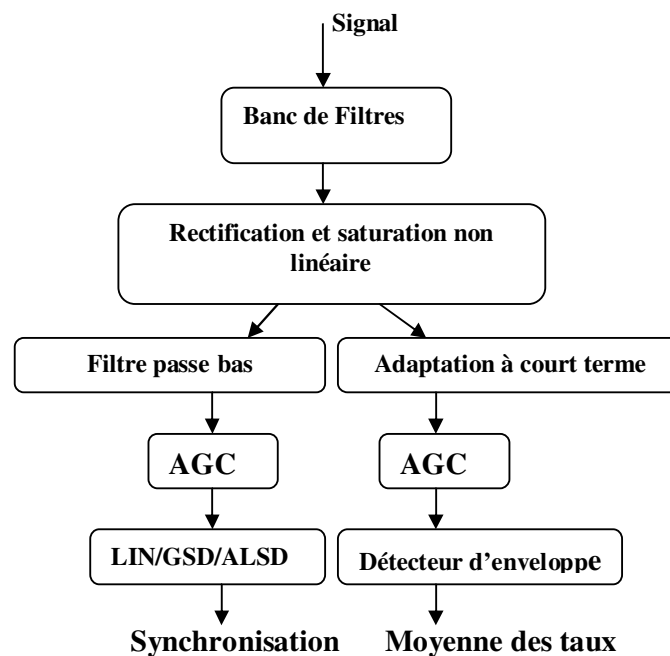 Signal
Banc de Filtres
Rectification et saturation non
linéaire
Filtre passe bas
Adaptation à court terme
AGC
AGC
LIN/GSD/ALSD
Détecteur d'enveloppe
Synchronisation
Moyenne des taux